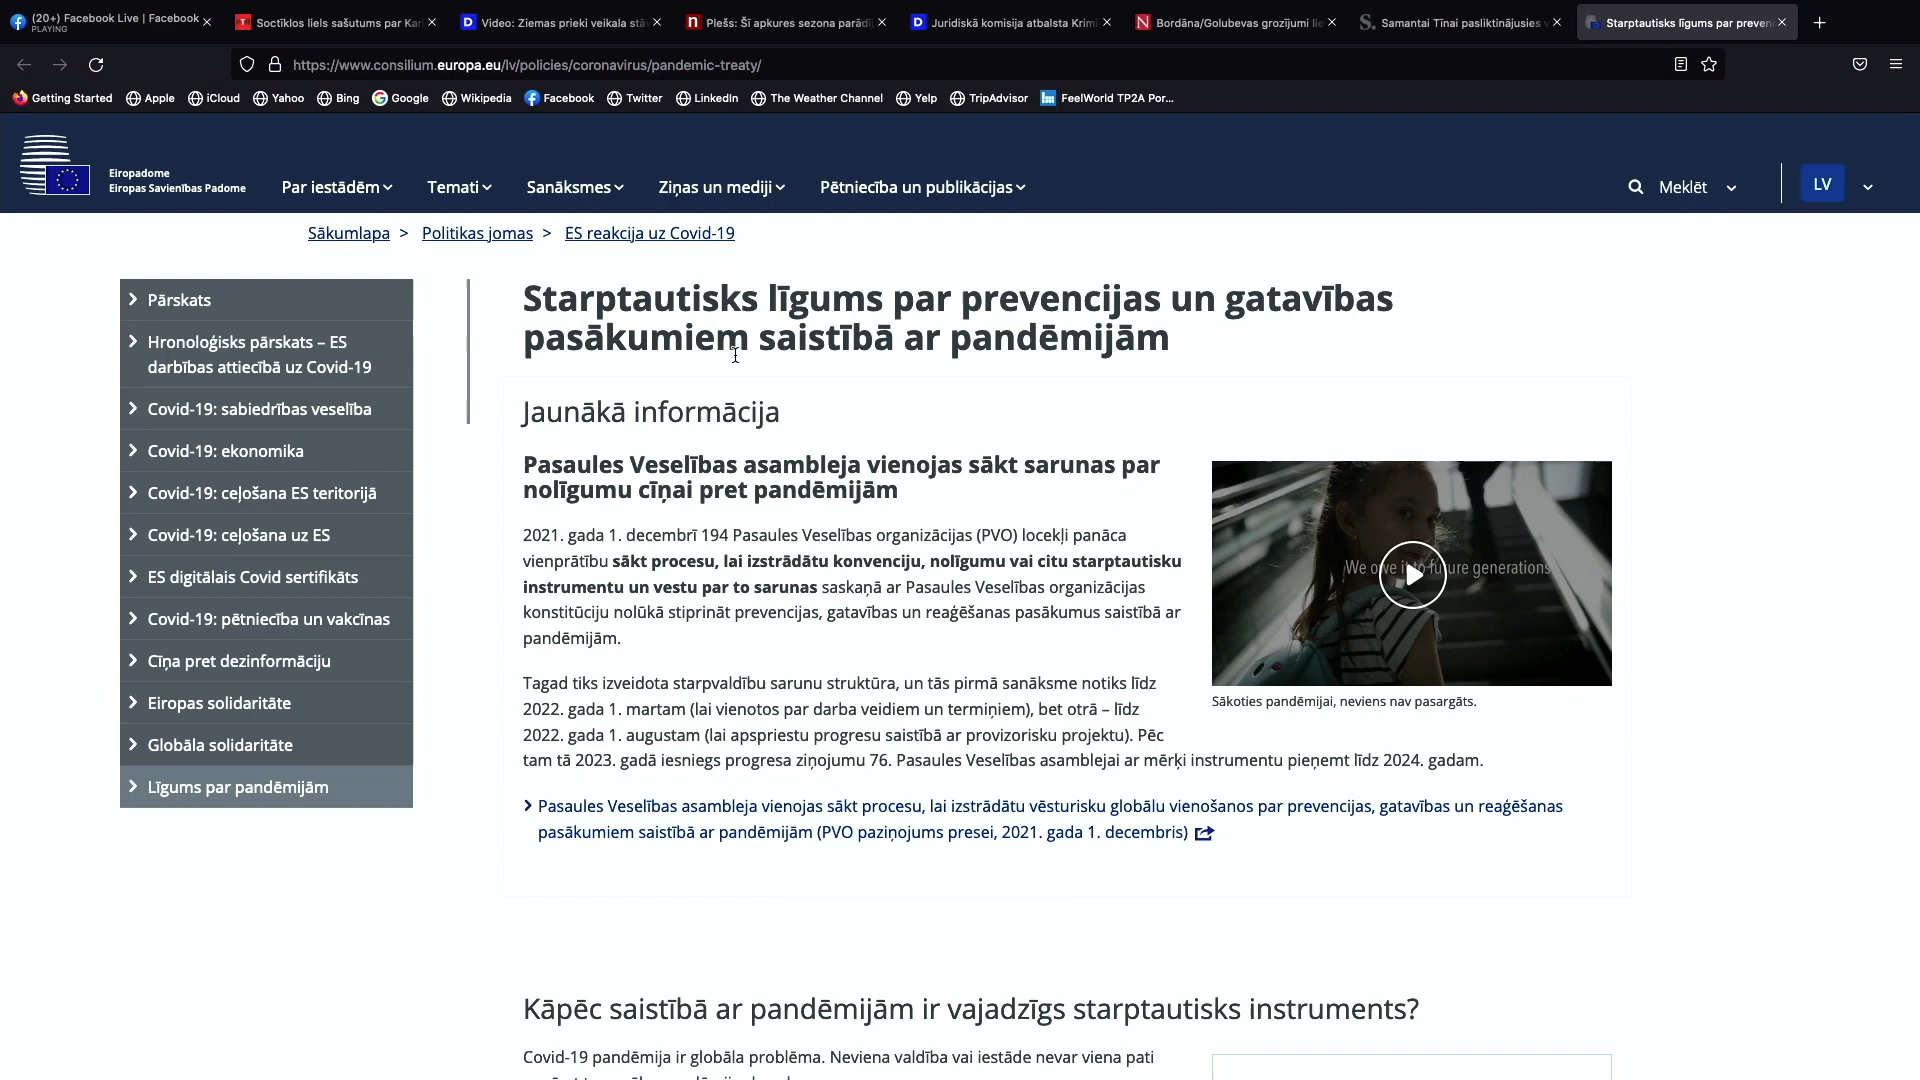 (20+) Facebook Live | Facebook
PLAYING
Soctīklos liels sašutums par Kar
Video: Ziemas prieki veikala stāv
Plešs: Šī apkures sezona parādīj
Juridiskā komisija atbalsta Krimi
Bordāna/Golubevas grozījumi lie
Samantai Tīnai pasliktinājusies v
Starptautisks līgums par preven
https://www.consilium.europa.eu/lv/policies/coronavirus/pandemic-treaty/
Getting Started
Apple
iCloud
Yahoo
Bing
Google
Wikipedia
Facebook
Twitter
LinkedIn
The Weather Channel
Yelp
TripAdvisor
FeelWorld TP2A Por...
Eiropadome
Eiropas Savienības Padome
Par iestādēm
Temati
Sanāksmes
Ziņas un mediji
Pētniecība un publikācijas
Meklēt
LV
Sākumlapa > Politikas jomas > ES reakcija uz Covid-19
Pārskats
Hronoloģisks pārskats – ES
darbības attiecībā uz Covid-19
Covid-19: sabiedrības veselība
Covid-19: ekonomika
Covid-19: ceļošana ES teritorijā
Covid-19: ceļošana uz ES
ES digitālais Covid sertifikāts
Covid-19: pētniecība un vakcīnas
Cīņa pret dezinformāciju
Eiropas solidaritāte
Globāla solidaritāte
Līgums par pandēmijām
Starptautisks līgums par prevencijas un gatavības
pasākumiem saistībā ar pandēmijām
Jaunākā informācija
Pasaules Veselības asambleja vienojas sākt sarunas par
nolīgumu cīņai pret pandēmijām
2021. gada 1. decembrī 194 Pasaules Veselības organizācijas (PVO) locekļi panāca
vienprātību sākt procesu, lai izstrādātu konvenciju, nolīgumu vai citu starptautisku
instrumentu un vestu par to sarunas saskaņā ar Pasaules Veselības organizācijas
konstitūciju nolūkā stiprināt prevencijas, gatavības un reaģēšanas pasākumus saistībā ar
pandēmijām.
Tagad tiks izveidota starpvaldību sarunu struktūra, un tās pirmā sanāksme notiks līdz
2022. gada 1. martam (lai vienotos par darba veidiem un termiņiem), bet otrā – līdz
2022. gada 1. augustam (lai apspriestu progresu saistībā ar provizorisku projektu). Pēc
tam tā 2023. gadā iesniegs progresa ziņojumu 76. Pasaules Veselības asamblejai ar mērķi instrumentu pieņemt līdz 2024. gadam.
We owe it to future generations
Sākoties pandēmijai, neviens nav pasargāts.
Pasaules Veselības asambleja vienojas sākt procesu, lai izstrādātu vēsturisku globālu vienošanos par prevencijas, gatavības un reaģēšanas
pasākumiem saistībā ar pandēmijām (PVO paziņojums presei, 2021. gada 1. decembris)
Kāpēc saistībā ar pandēmijām ir vajadzīgs starptautisks instruments?
Covid-19 pandēmija ir globāla problēma. Neviena valdība vai iestāde nevar viena pati